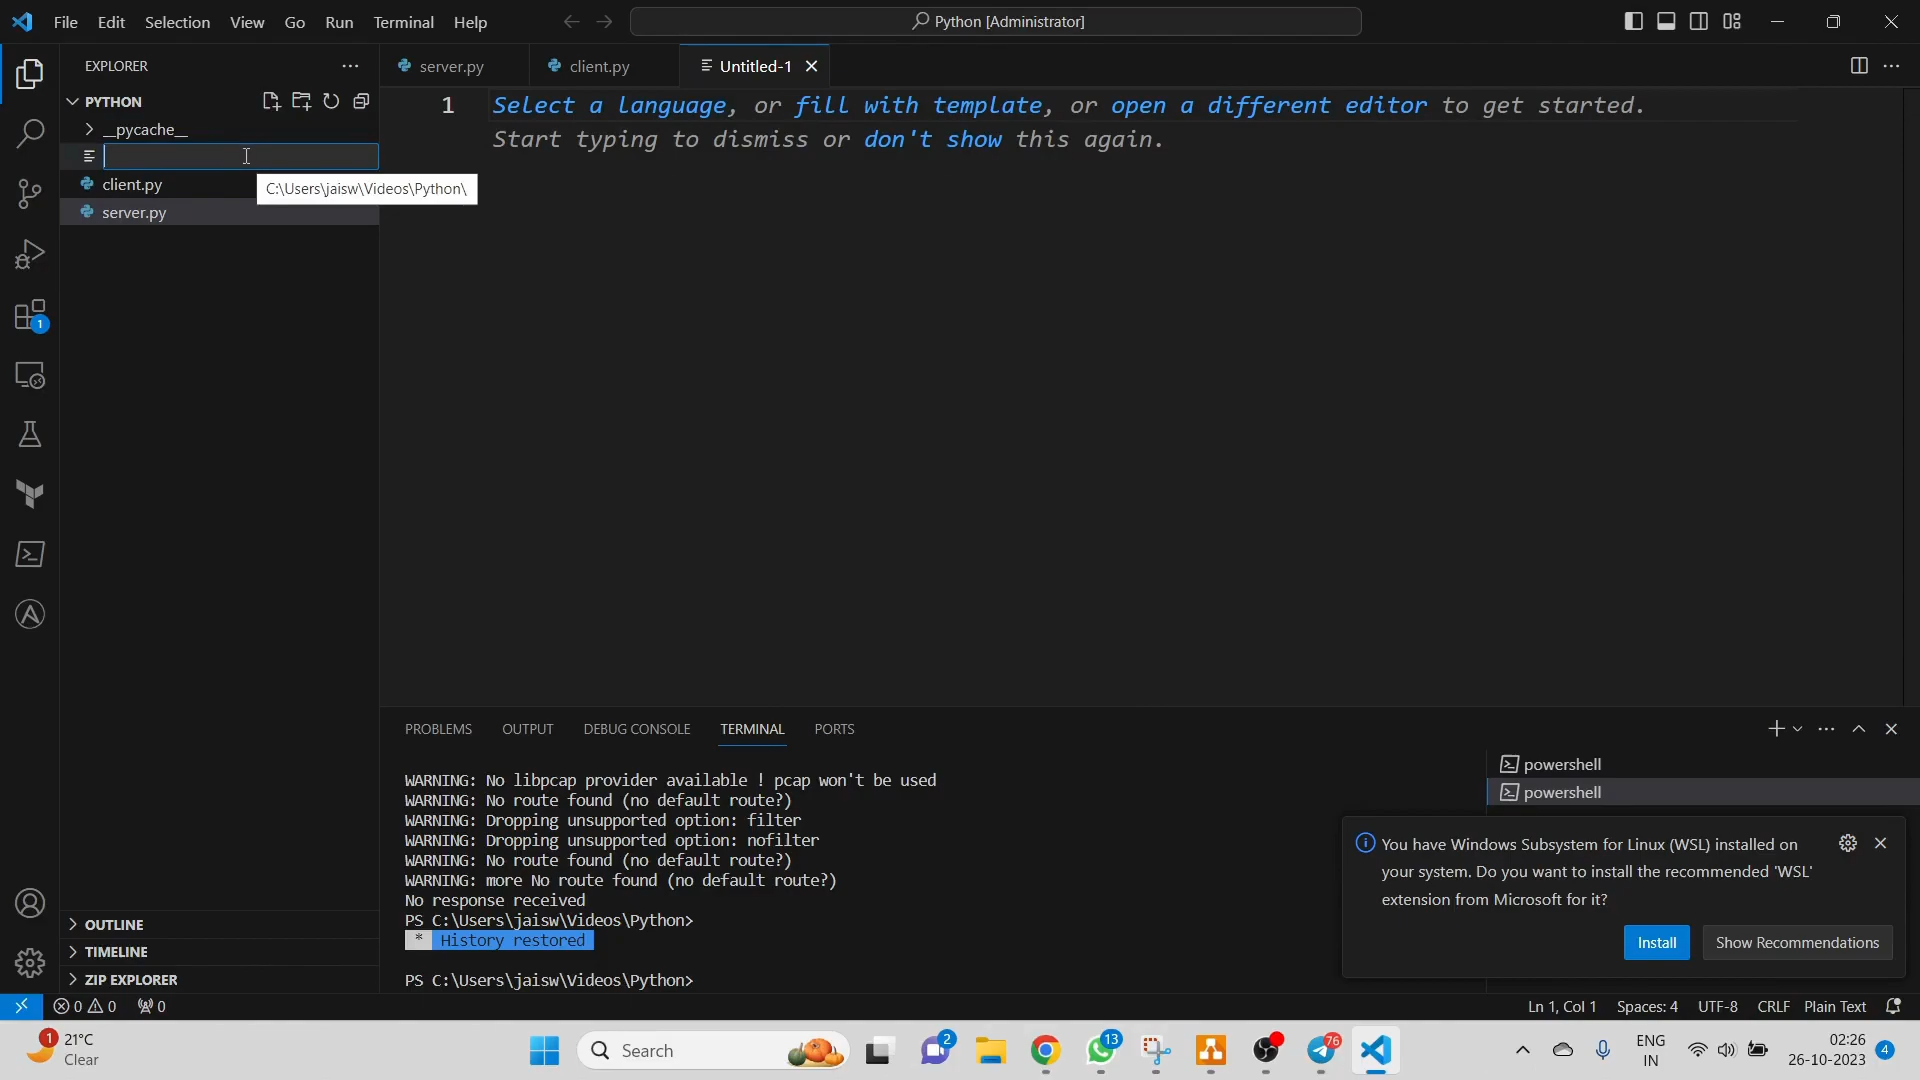 File Edit Selection View Go Run Terminal Help
Python [Administrator]
EXPLORER
PYTHON
__pycache__
C:\Users\jaisw\Videos\Python\
client.py
server.py
server.py
client.py
Untitled-1
1
Select a language, or fill with template, or open a different editor to get started.
Start typing to dismiss or don't show this again.
1
OUTLINE
TIMELINE
ZIP EXPLORER
PROBLEMS OUTPUT DEBUG CONSOLE TERMINAL PORTS
WARNING: No libpcap provider available ! pcap won't be used
WARNING: No route found (no default route?)
WARNING: Dropping unsupported option: filter
WARNING: Dropping unsupported option: nofilter
WARNING: No route found (no default route?)
WARNING: more No route found (no default route?)
No response received
PS C:\Users\jaisw\Videos\Python>
* History restored
PS C:\Users\jaisw\Videos\Python>
powershell
powershell
You have Windows Subsystem for Linux (WSL) installed on
your system. Do you want to install the recommended 'WSL'
extension from Microsoft for it?
Install
Show Recommendations
0 0 0
Ln 1, Col 1 Spaces: 4 UTF-8 CRLF Plain Text
1
21°C
Clear
Search
2
13
76
ENG
IN
02:26
26-10-2023
4